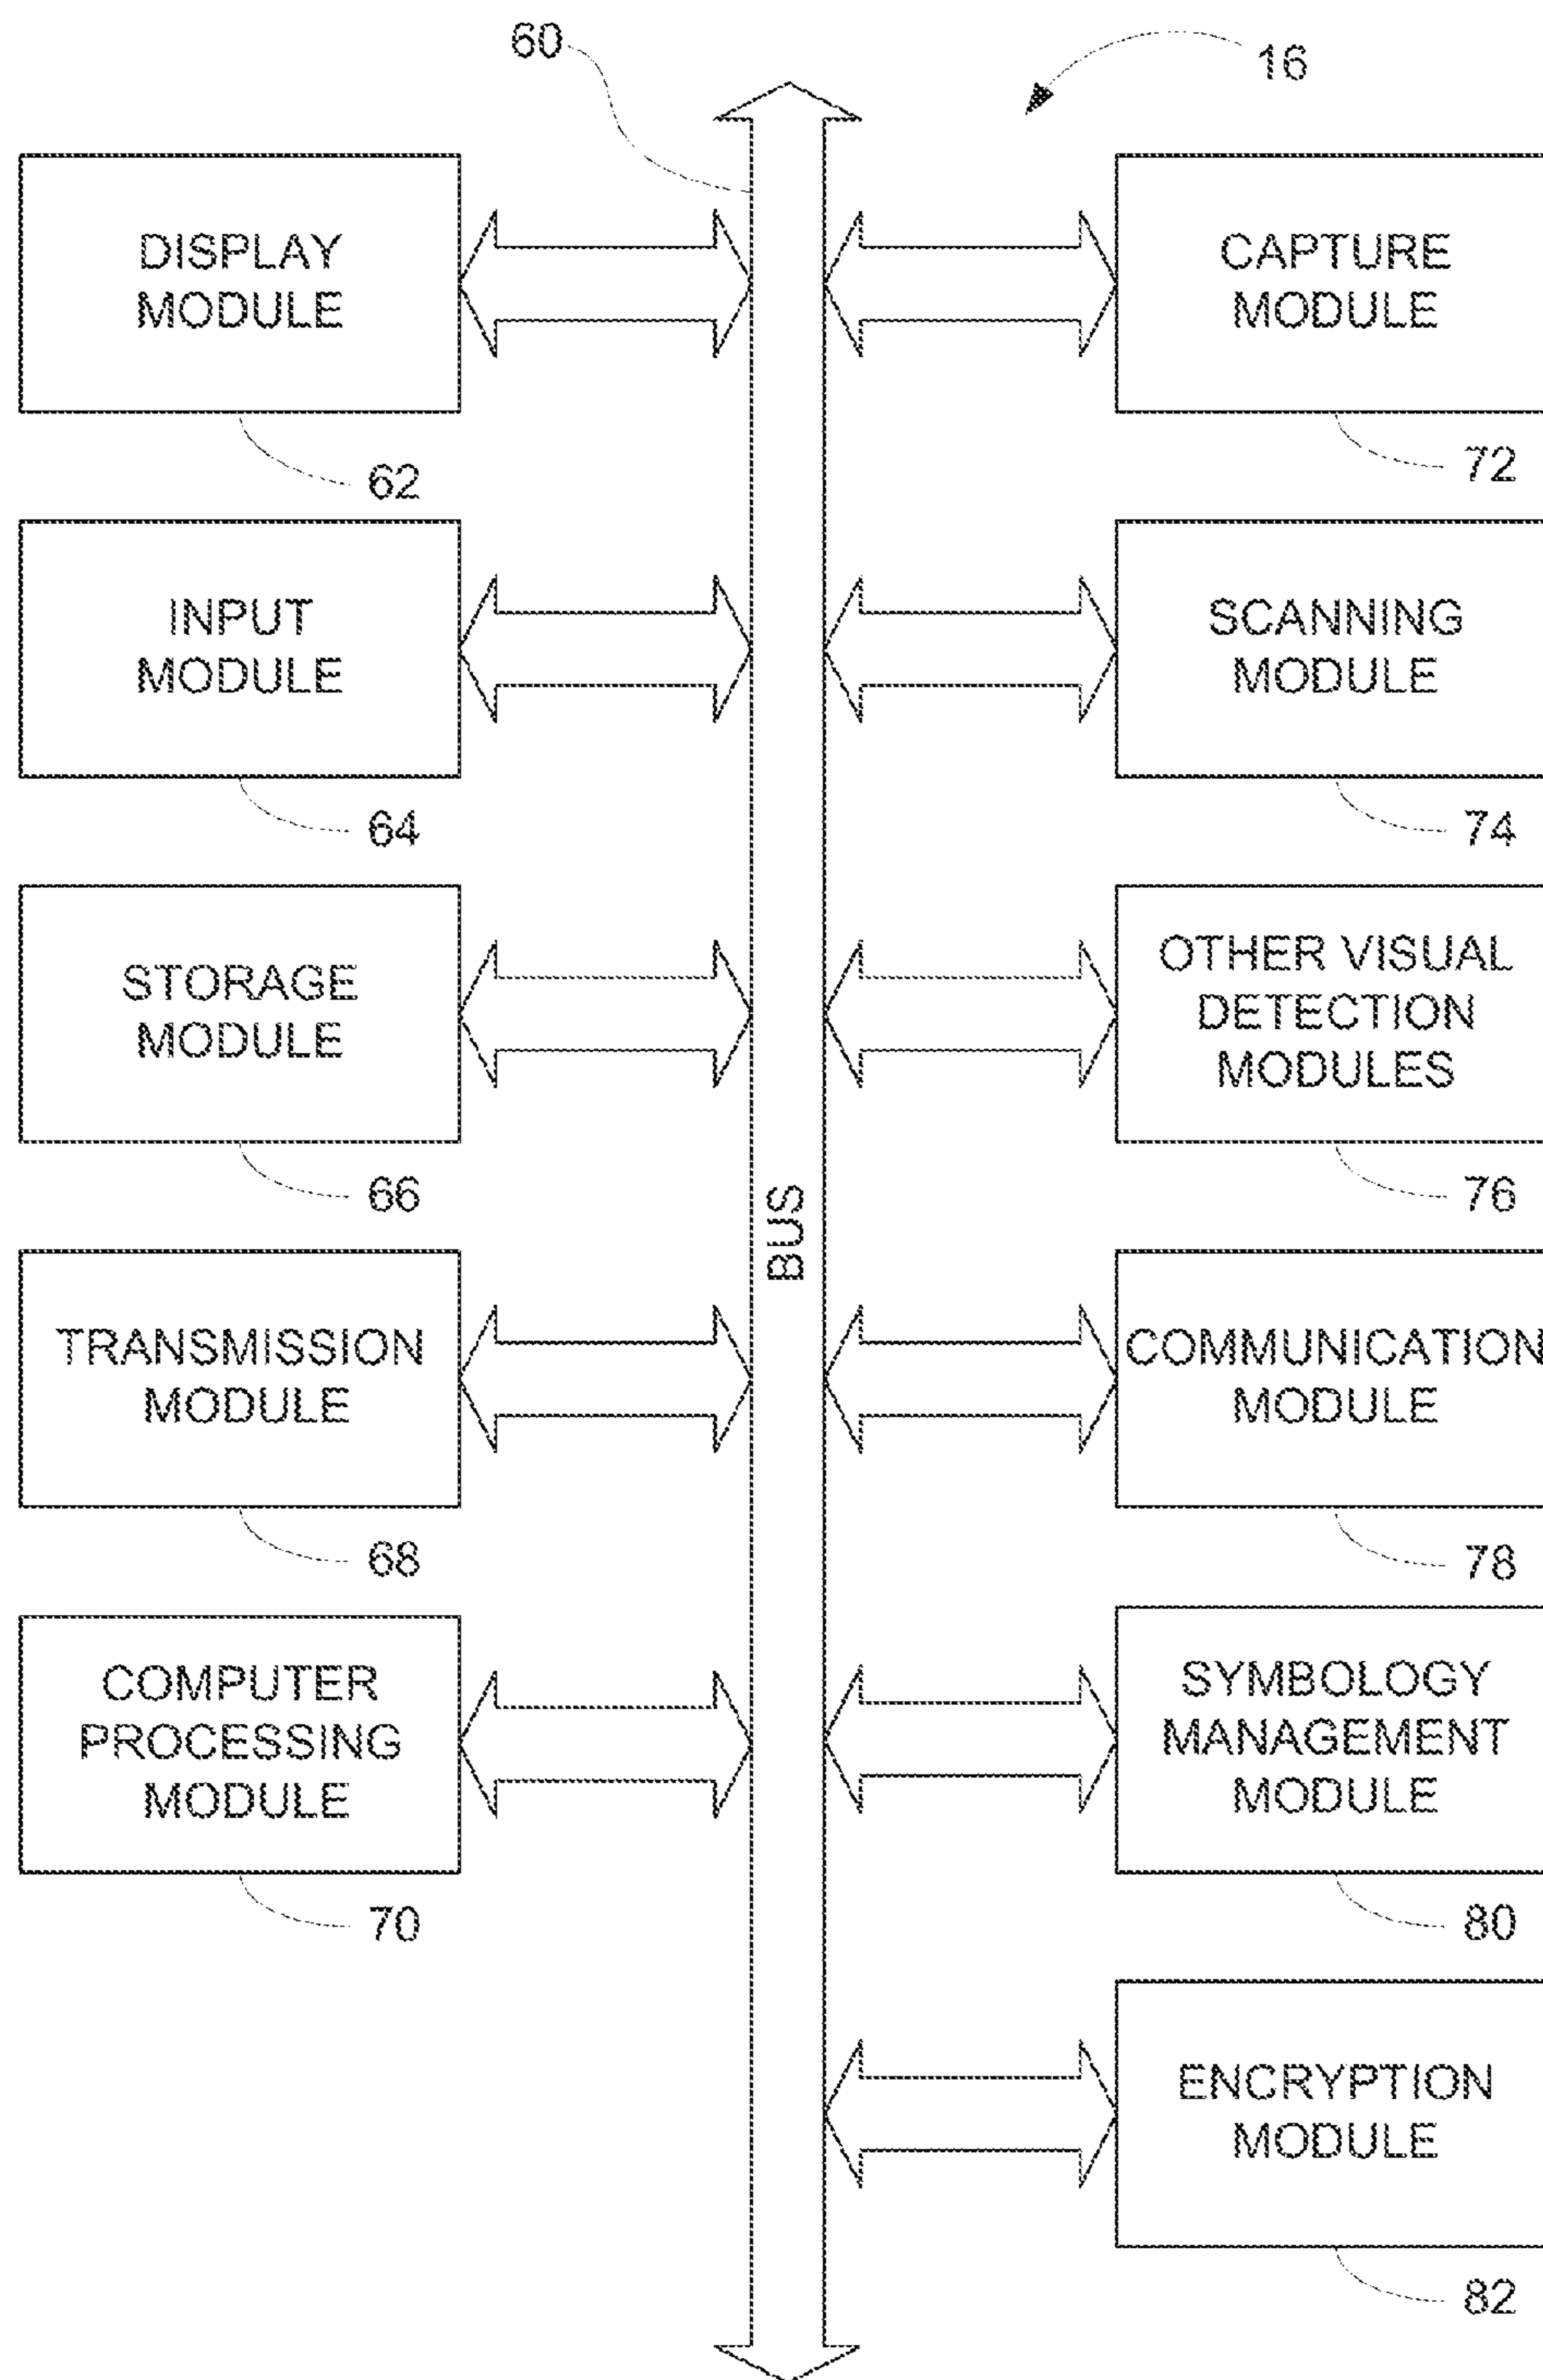 60
16
DISPLAY
MODULE
62
CAPTURE
MODULE
72
INPUT
MODULE
64
SCANNING
MODULE
74
STORAGE
MODULE
66
OTHER VISUAL
DETECTION
MODULES
76
BUS
TRANSMISSION
MODULE
68
COMMUNICATION
MODULE
78
COMPUTER
PROCESSING
MODULE
70
SYMBOLOGY
MANAGEMENT
MODULE
80
ENCRYPTION
MODULE
82